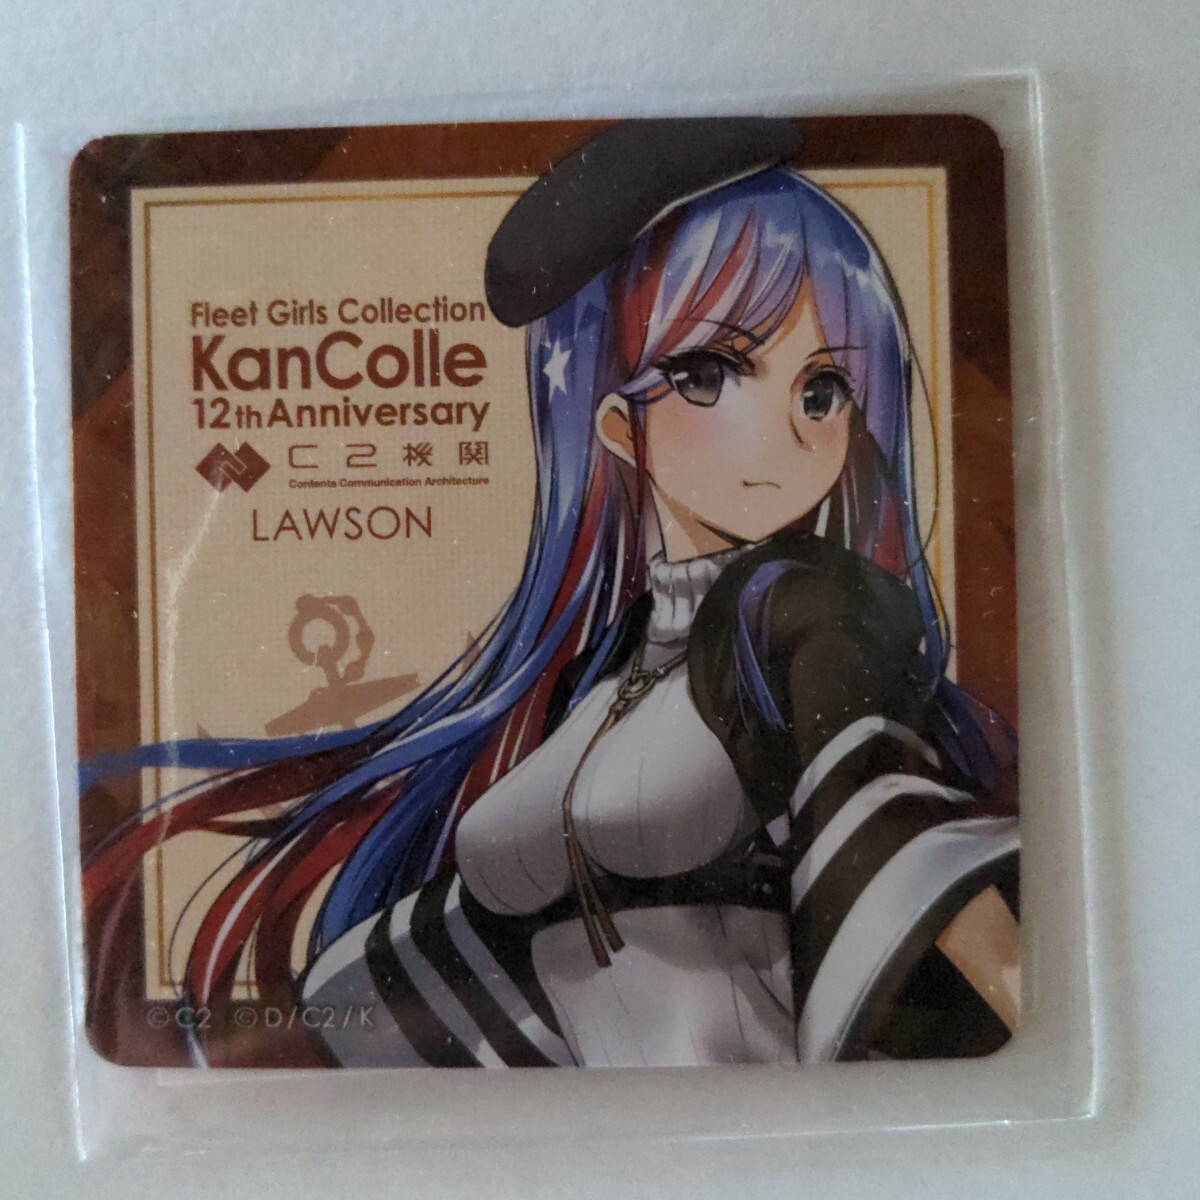 Fleet Girls Collection
KanColle
12th Anniversary
C2機関
Contents Communication Architecture
LAWSON
©C2 ©D/C2/K